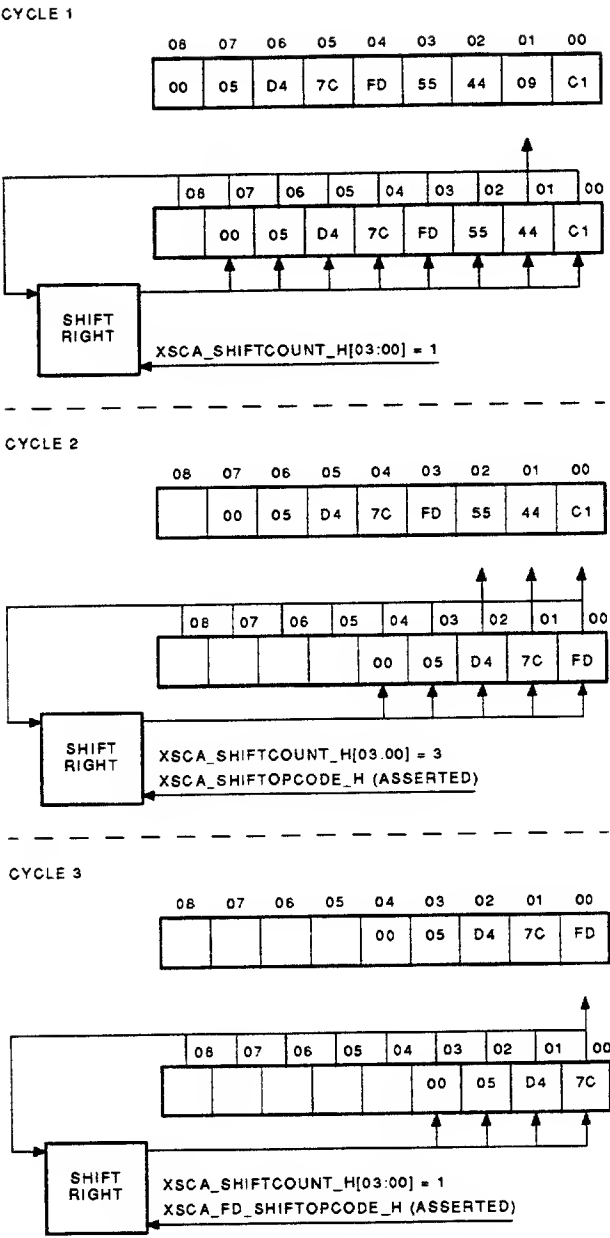 CYCLE 1
08 07 06 05 04 03 02 01 00
00 05 D4 7C FD 55 44 09 C1
08 07 06 05 04 03 02 01 00
00 05 D4 7C FD 55 44 C1
SHIFT
RIGHT
XSCA_SHIFTCOUNT_H[03:00] = 1
CYCLE 2
08 07 06 05 04 03 02 01 00
00 05 D4 7C FD 55 44 C1
08 07 06 05 04 03 02 01 00
00 05 D4 7C FD
SHIFT
RIGHT
XSCA_SHIFTCOUNT_H[03.00] = 3
XSCA_SHIFTOPCODE_H (ASSERTED)
CYCLE 3
08 07 06 05 04 03 02 01 00
00 05 D4 7C FD
08 07 06 05 04 03 02 01 00
00 05 D4 7C
SHIFT
RIGHT
XSCA_SHIFTCOUNT_H[03:00] = 1
XSCA_FD_SHIFTOPCODE_H (ASSERTED)